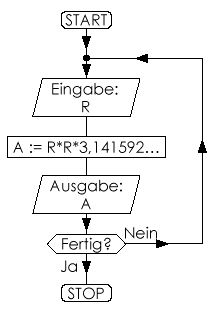 START
Eingabe:
R
A := R*R*3,141592...
Ausgabe:
A
Fertig?
Nein
Ja
STOP